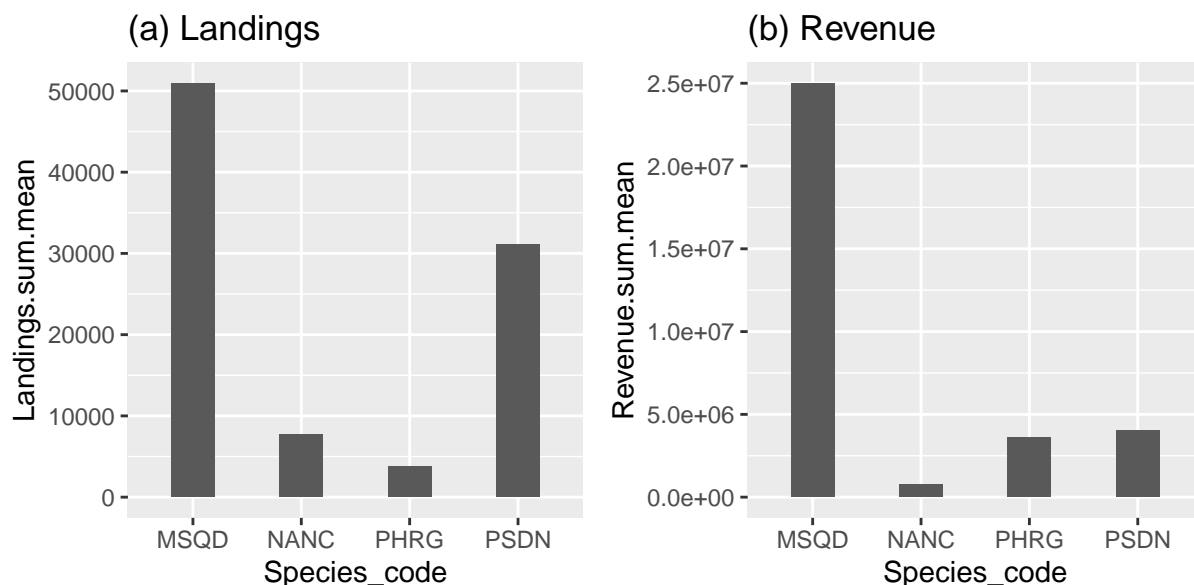 (a) Landings
50000
40000
30000
20000
10000
0
Landings.sum.mean
MSQD NANC PHRG PSDN
Species_code
(b) Revenue
2.5e+07
2.0e+07
1.5e+07
1.0e+07
5.0e+06
0.0e+00
Revenue.sum.mean
MSQD NANC PHRG PSDN
Species_code